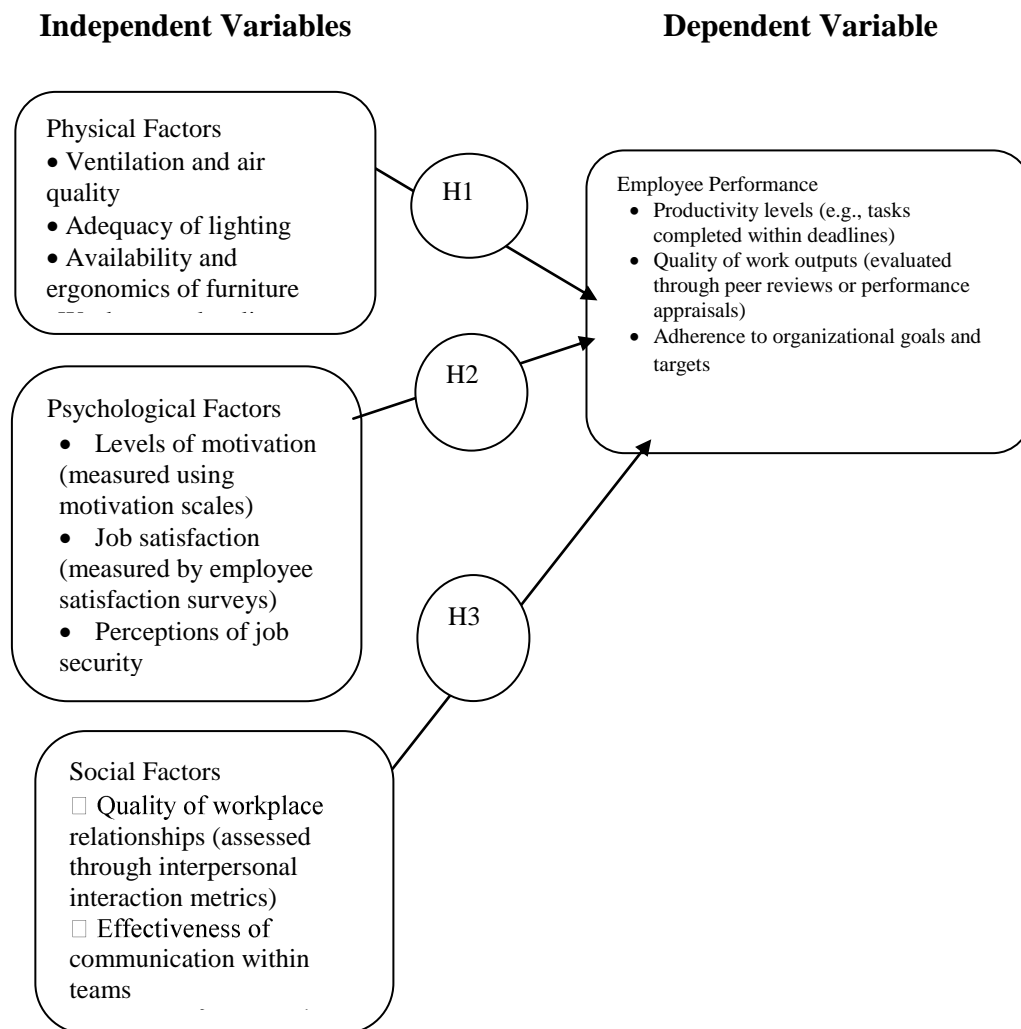 Independent Variables
Dependent Variable
Physical Factors
• Ventilation and air
quality
• Adequacy of lighting
• Availability and
ergonomics of furniture
H1
Employee Performance
• Productivity levels (e.g., tasks
completed within deadlines)
• Quality of work outputs (evaluated
through peer reviews or performance
appraisals)
• Adherence to organizational goals and
targets
H2
Psychological Factors
• Levels of motivation
(measured using
motivation scales)
• Job satisfaction
(measured by employee
satisfaction surveys)
• Perceptions of job
security
H3
Social Factors
□ Quality of workplace
relationships (assessed
through interpersonal
interaction metrics)
□ Effectiveness of
communication within
teams